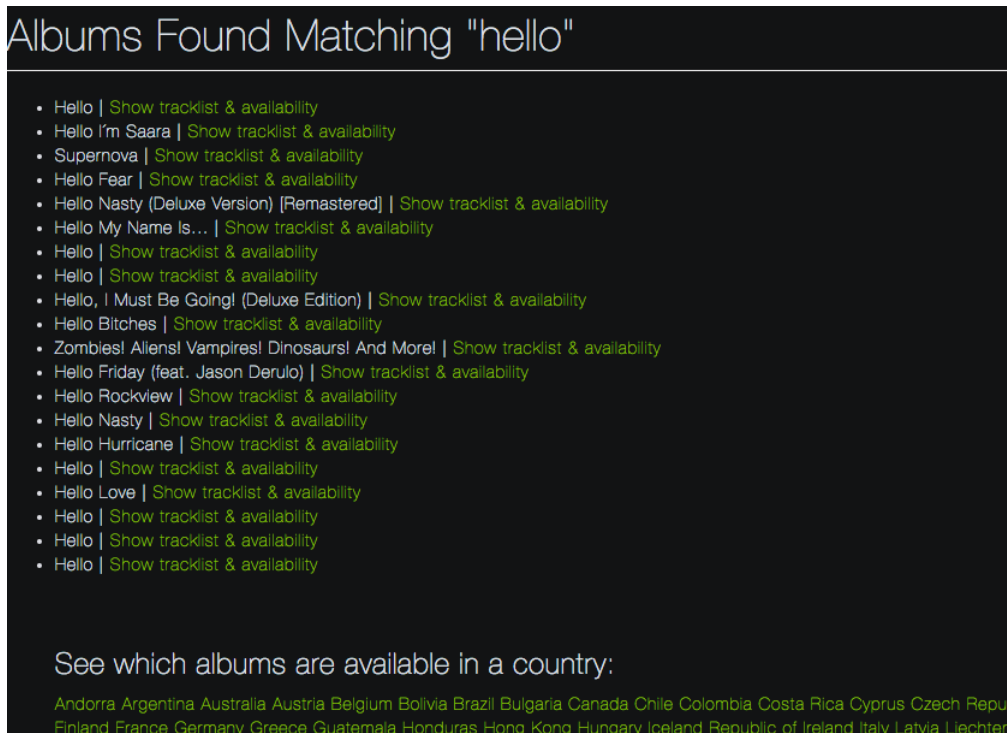 Albums Found Matching "hello"
• Hello | Show tracklist & availability
• Hello I´m Saara | Show tracklist & availability
• Supernova | Show tracklist & availability
• Hello Fear | Show tracklist & availability
• Hello Nasty (Deluxe Version) [Remastered] | Show tracklist & availability
• Hello My Name Is... | Show tracklist & availability
• Hello | Show tracklist & availability
• Hello | Show tracklist & availability
• Hello, I Must Be Going! (Deluxe Edition) | Show tracklist & availability
• Hello Bitches | Show tracklist & availability
• Zombies! Aliens! Vampires! Dinosaurs! And More! | Show tracklist & availability
• Hello Friday (feat. Jason Derulo) | Show tracklist & availability
• Hello Rockview | Show tracklist & availability
• Hello Nasty | Show tracklist & availability
• Hello Hurricane | Show tracklist & availability
• Hello | Show tracklist & availability
• Hello Love | Show tracklist & availability
• Hello | Show tracklist & availability
• Hello | Show tracklist & availability
• Hello | Show tracklist & availability
See which albums are available in a country:
Andorra Argentina Australia Austria Belgium Bolivia Brazil Bulgaria Canada Chile Colombia Costa Rica Cyprus Czech Repu
Finland France Germany Greece Guatemala Honduras Hong Kong Hungary Iceland Republic of Ireland Italy Latvia Liechten